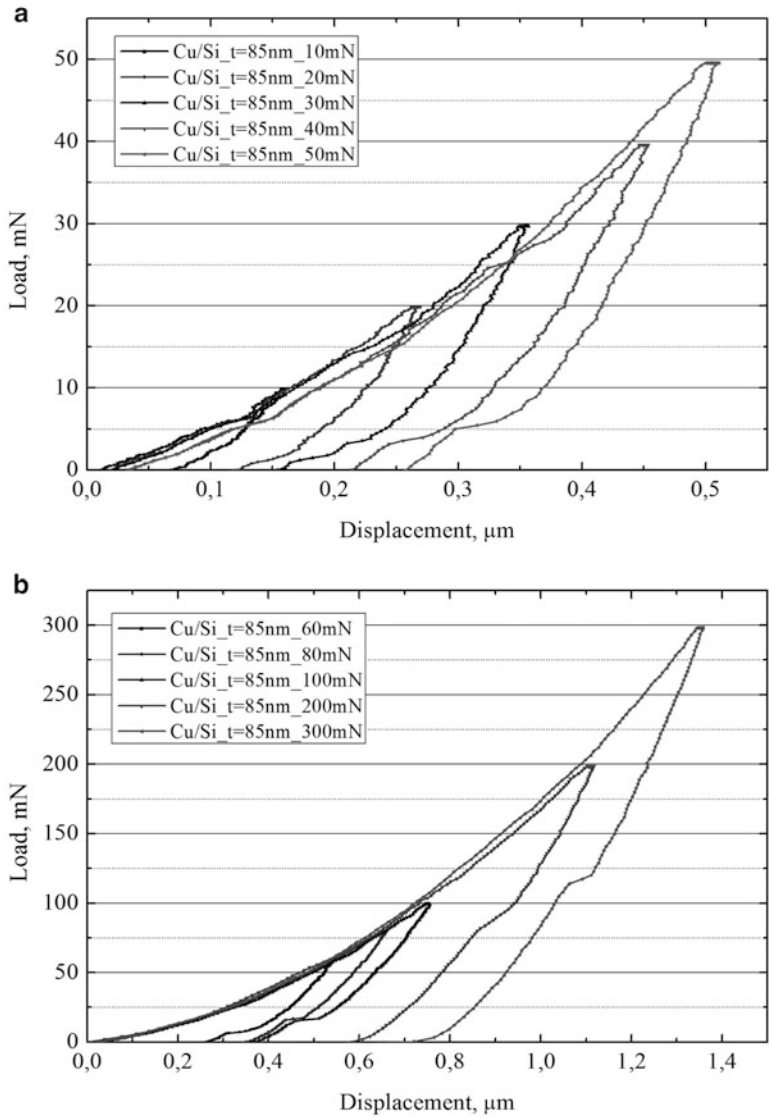 a
Cu/Si_t=85nm_10mN
Cu/Si_t=85nm_20mN
Cu/Si_t=85nm_30mN
Cu/Si_t=85nm_40mN
Cu/Si_t=85nm_50mN
50
40
30
20
10
0
Load, mN
0,0 0,1 0,2 0,3 0,4 0,5
Displacement, µm
b
Cu/Si_t=85nm_60mN
Cu/Si_t=85nm_80mN
Cu/Si_t=85nm_100mN
Cu/Si_t=85nm_200mN
Cu/Si_t=85nm_300mN
300
250
200
150
100
50
0
Load, mN
0,0 0,2 0,4 0,6 0,8 1,0 1,2 1,4
Displacement, µm